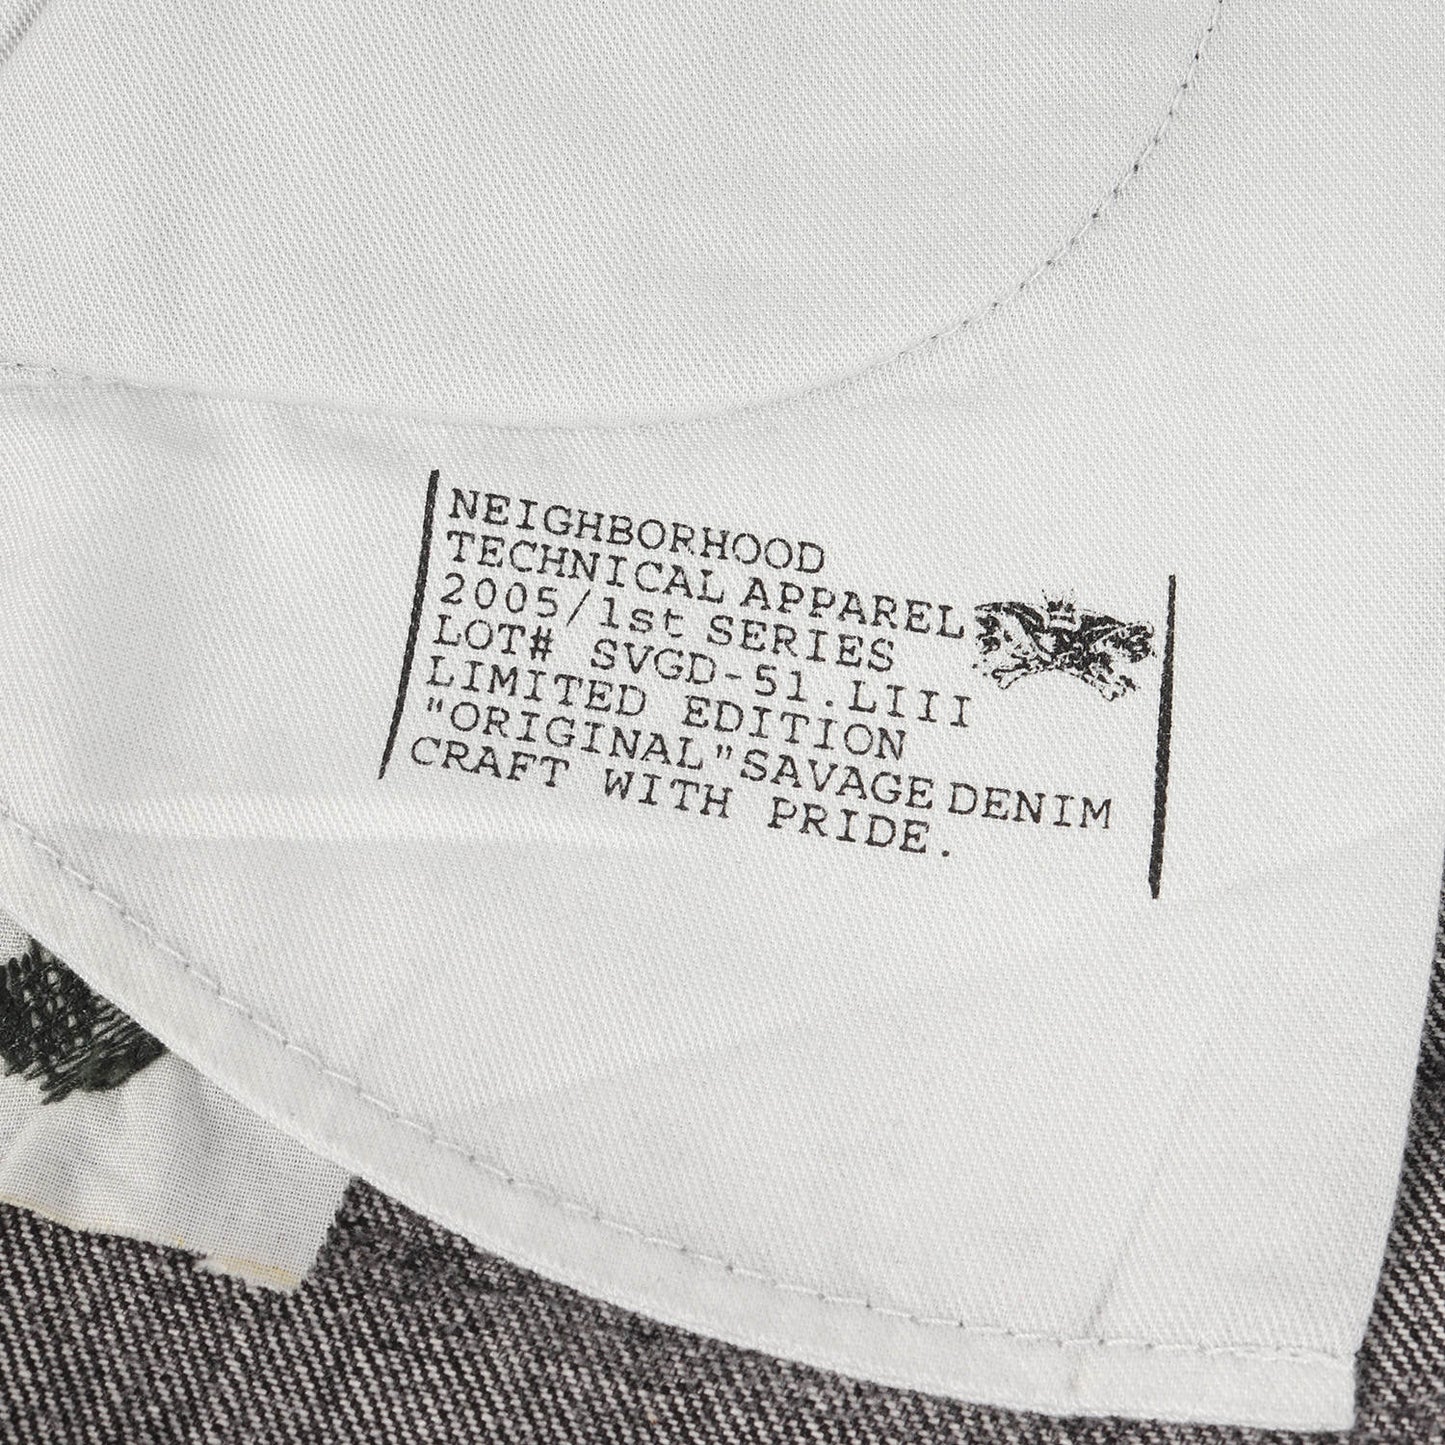 NEIGHBORHOOD
TECHNICAL APPAREL
2005/1st SERIES
LOT# SVGD-51.LIII
LIMITED EDITION
"ORIGINAL"SAVAGE DENIM
CRAFT WITH PRIDE.